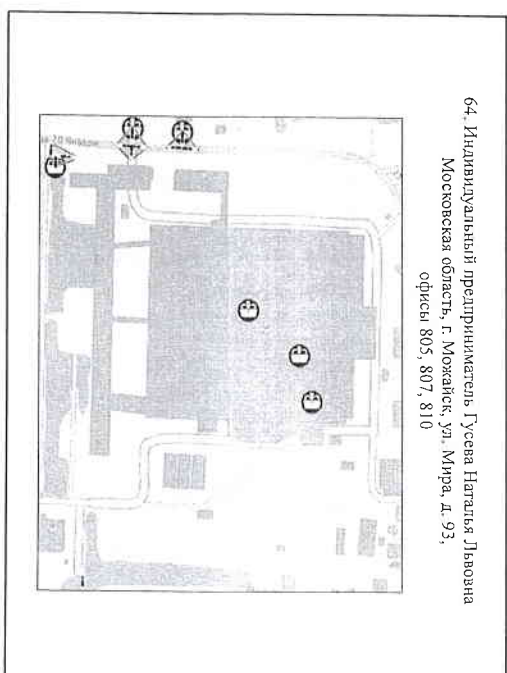 64. Индивидуальный предприниматель Гусева Наталья Львовна
Московская область, г. Можайск, ул. Мира, д. 93,
офисы 805, 807, 810